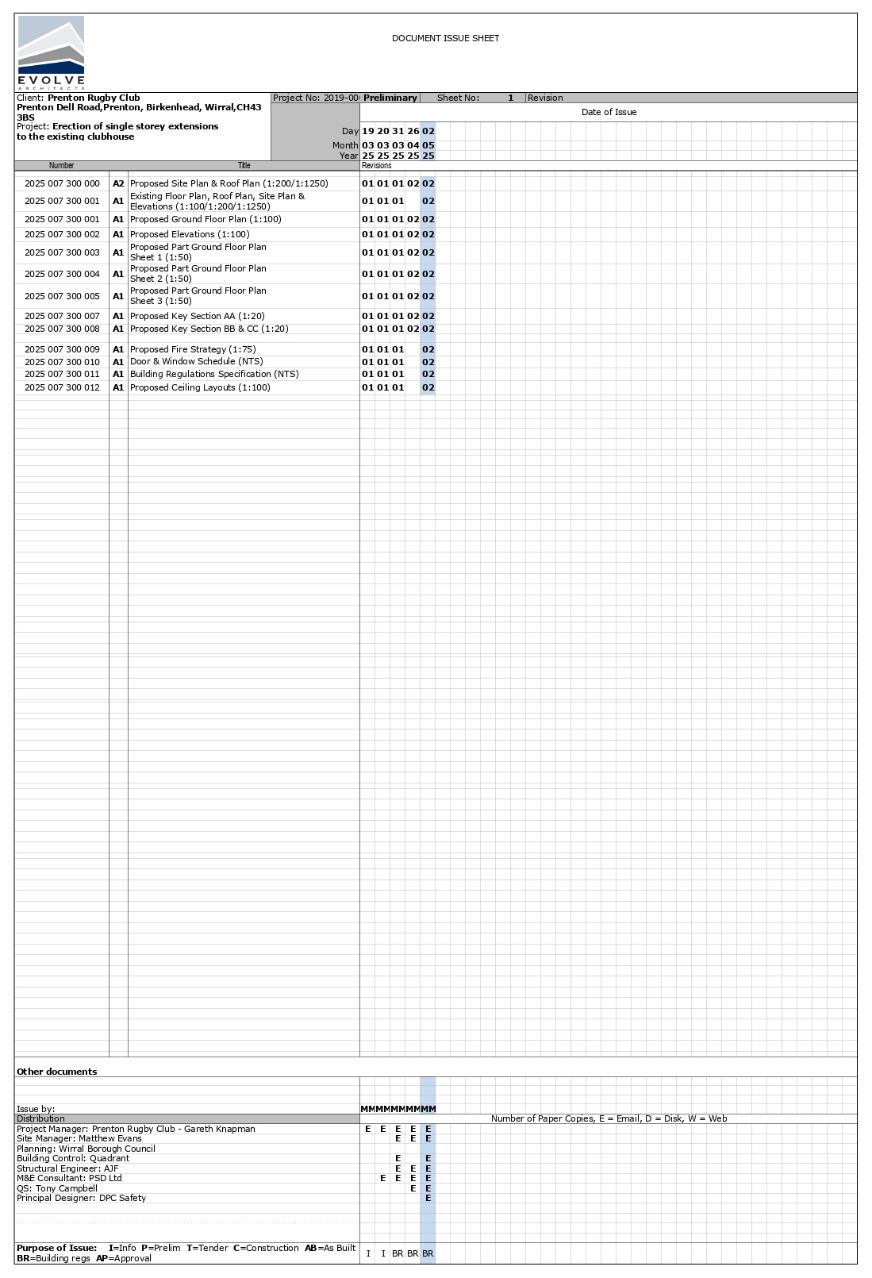 DOCUMENT ISSUE SHEET
EVOLVE
ARCHITECTS
Client: Prenton Rugby Club
Project No: 2019-00 Preliminary Sheet No: 1 Revision
Prenton Dell Road,Prenton, Birkenhead, Wirral,CH43
3BS
Date of Issue
Project: Erection of single storey extensions
to the existing clubhouse
Day 19 20 31 26 02
Month 03 03 03 04 05
Year 25 25 25 25 25
Number Title Revisions
2025 007 300 000 A2 Proposed Site Plan & Roof Plan (1:200/1:1250) 01 01 01 02 02
2025 007 300 001 A1 Existing Floor Plan, Roof Plan, Site Plan &
Elevations (1:100/1:200/1:1250) 01 01 01 02
2025 007 300 001 A1 Proposed Ground Floor Plan (1:100) 01 01 01 02 02
2025 007 300 002 A1 Proposed Elevations (1:100) 01 01 01 02 02
2025 007 300 003 A1 Proposed Part Ground Floor Plan
Sheet 1 (1:50) 01 01 01 02 02
2025 007 300 004 A1 Proposed Part Ground Floor Plan
Sheet 2 (1:50) 01 01 01 02 02
2025 007 300 005 A1 Proposed Part Ground Floor Plan
Sheet 3 (1:50) 01 01 01 02 02
2025 007 300 007 A1 Proposed Key Section AA (1:20) 01 01 01 02 02
2025 007 300 008 A1 Proposed Key Section BB & CC (1:20) 01 01 01 02 02
2025 007 300 009 A1 Proposed Fire Strategy (1:75) 01 01 01 02
2025 007 300 010 A1 Door & Window Schedule (NTS) 01 01 01 02
2025 007 300 011 A1 Building Regulations Specification (NTS) 01 01 01 02
2025 007 300 012 A1 Proposed Ceiling Layouts (1:100) 01 01 01 02
Other documents
Issue by: MMMMMMMMMM
Distribution Number of Paper Copies, E = Email, D = Disk, W = Web
Project Manager: Prenton Rugby Club - Gareth Knapman E E E E E
Site Manager: Matthew Evans E E E
Planning: Wirral Borough Council
Building Control: Quadrant E E
Structural Engineer: AJF E E E
M&E Consultant: PSD Ltd E E E E
QS: Tony Campbell E E
Principal Designer: DPC Safety E
Purpose of Issue: I=Info P=Prelim T=Tender C=Construction AB=As Built
BR=Building regs AP=Approval I I BR BR BR